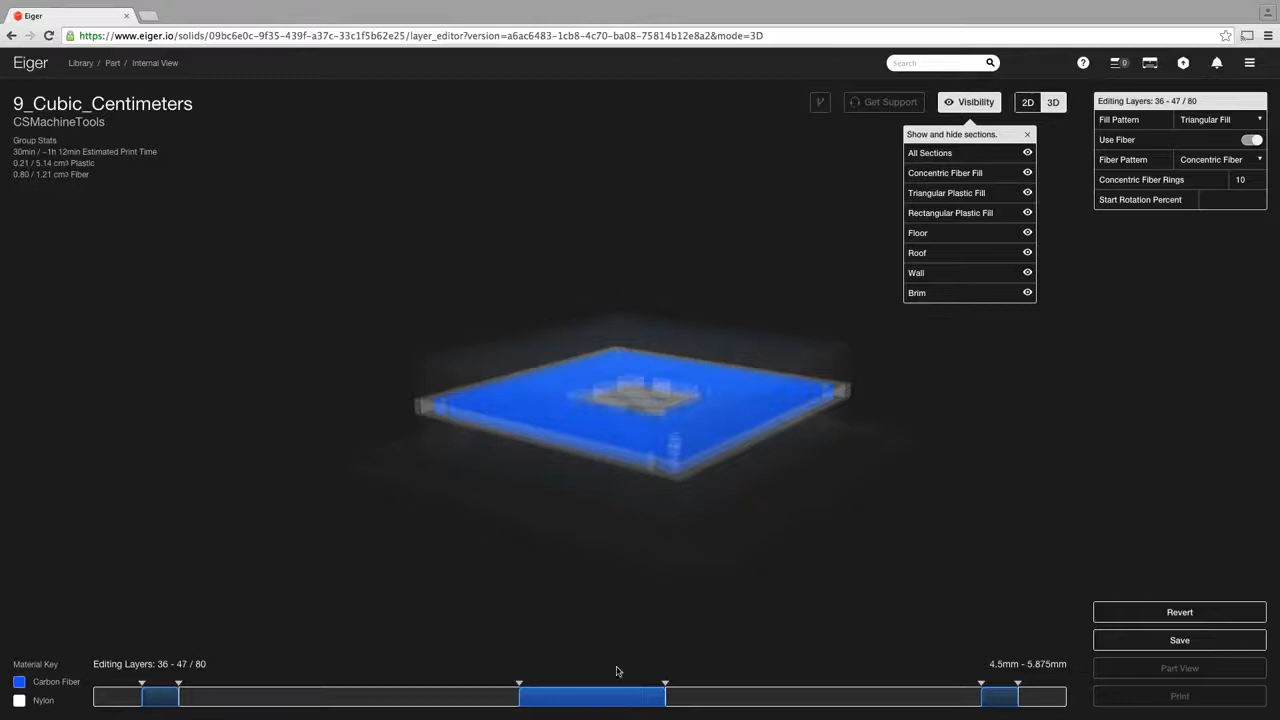 Eiger
https://www.eiger.io/solids/09bc6e0c-9f35-439f-a37c-33c1f5b62e25/layer_editor?version=a6ac6483-1cb8-4c70-ba08-75814b12e8a2&mode=3D
Eiger
Library / Part / Internal View
Search
? 0
9_Cubic_Centimeters
CSMachineTools
Group Stats
30min / ~1h 12min Estimated Print Time
0.21 / 5.14 cm³ Plastic
0.80 / 1.21 cm³ Fiber
Get Support
Visibility
2D 3D
Show and hide sections. ×
All Sections
Concentric Fiber Fill
Triangular Plastic Fill
Rectangular Plastic Fill
Floor
Roof
Wall
Brim
Editing Layers: 36 - 47 / 80
Fill Pattern Triangular Fill
Use Fiber
Fiber Pattern Concentric Fiber
Concentric Fiber Rings 10
Start Rotation Percent
Revert
Save
Part View
Print
Material Key
Carbon Fiber
Nylon
Editing Layers: 36 - 47 / 80
4.5mm - 5.875mm